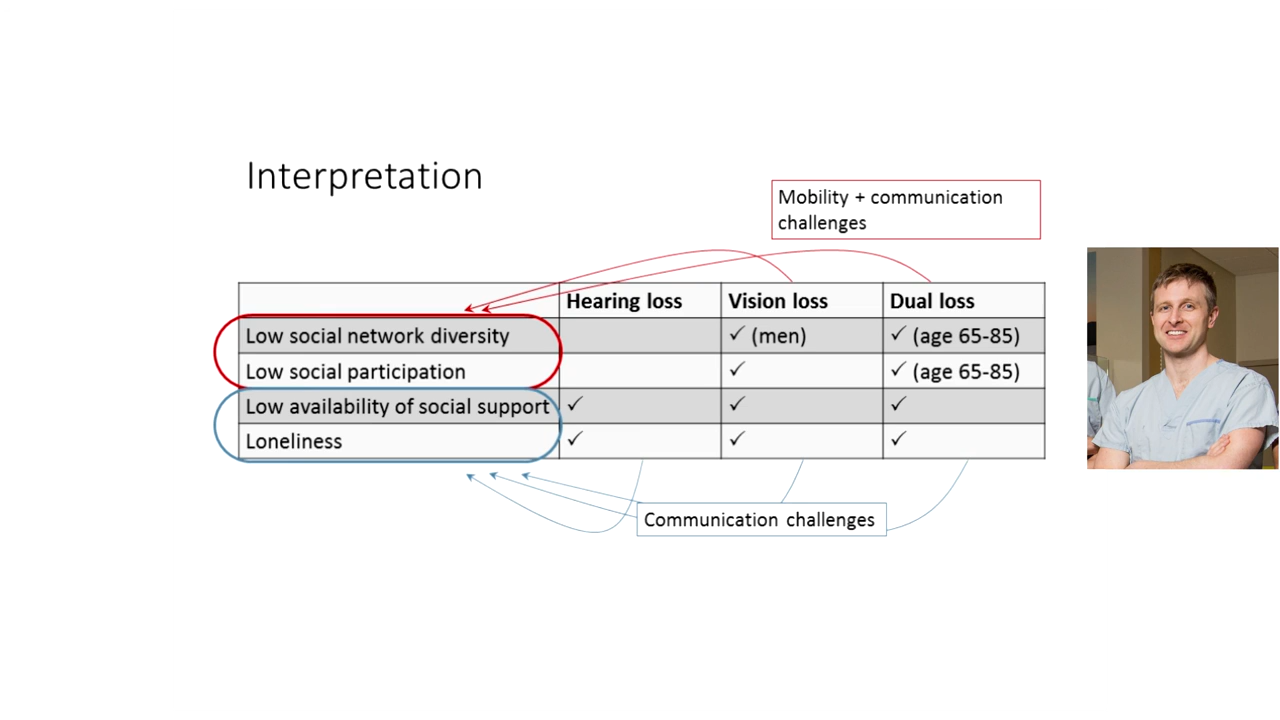 Interpretation
Mobility + communication
challenges
Hearing loss Vision loss Dual loss
Low social network diversity ✓ (men) ✓ (age 65-85)
Low social participation ✓ ✓ (age 65-85)
Low availability of social support ✓ ✓ ✓
Loneliness ✓ ✓ ✓
Communication challenges